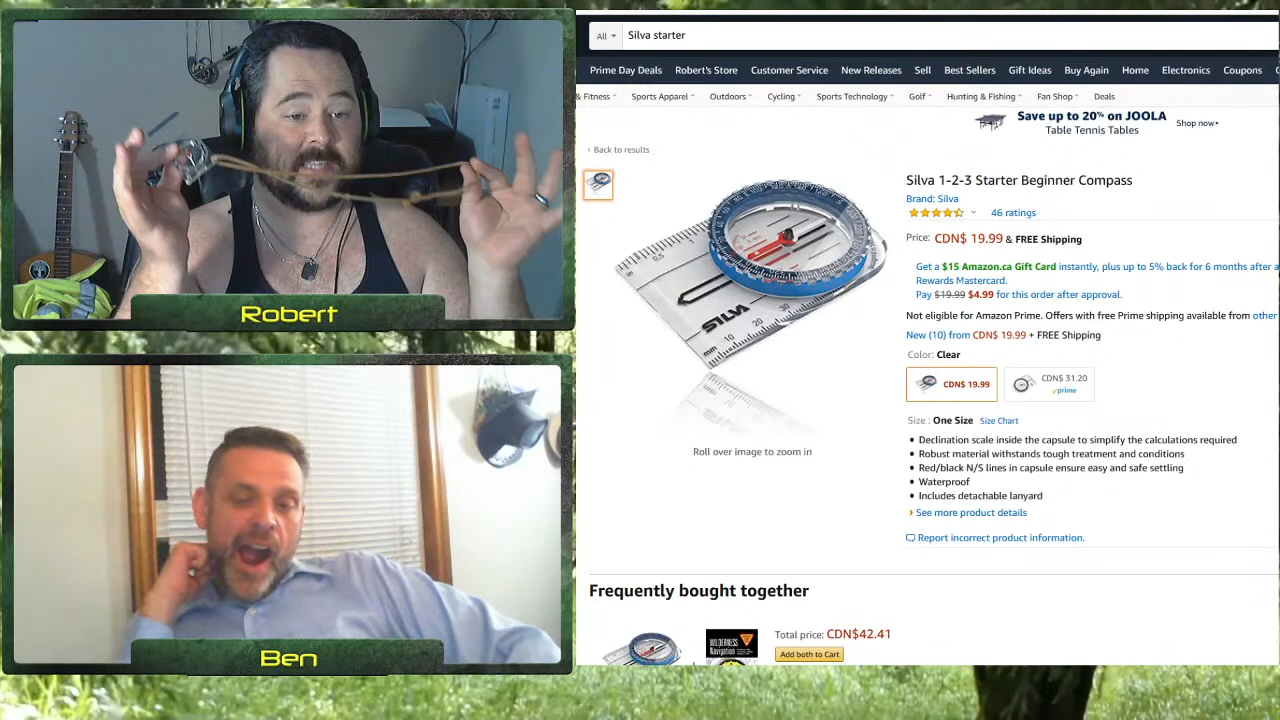 Robert
Ben
All
Silva starter
Prime Day Deals Robert's Store Customer Service New Releases Sell Best Sellers Gift Ideas Buy Again Home Electronics Coupons
& Fitness Sports Apparel Outdoors Cycling Sports Technology Golf Hunting & Fishing Fan Shop Deals
Save up to 20% on JOOLA
Table Tennis Tables
Shop now
‹ Back to results
SILVA
mm 10 20 30
0.5
Roll over image to zoom in
Silva 1-2-3 Starter Beginner Compass
Brand: Silva
46 ratings
Price: CDN$ 19.99 & FREE Shipping
Get a $15 Amazon.ca Gift Card instantly, plus up to 5% back for 6 months after a
Rewards Mastercard.
Pay $19.99 $4.99 for this order after approval.
Not eligible for Amazon Prime. Offers with free Prime shipping available from other
New (10) from CDN$ 19.99 + FREE Shipping
Color: Clear
CDN$ 19.99
CDN$ 31.20
prime
Size : One Size Size Chart
• Declination scale inside the capsule to simplify the calculations required
• Robust material withstands tough treatment and conditions
• Red/black N/S lines in capsule ensure easy and safe settling
• Waterproof
• Includes detachable lanyard
› See more product details
Report incorrect product information.
Frequently bought together
WILDERNESS
Navigation
Total price: CDN$42.41
Add both to Cart